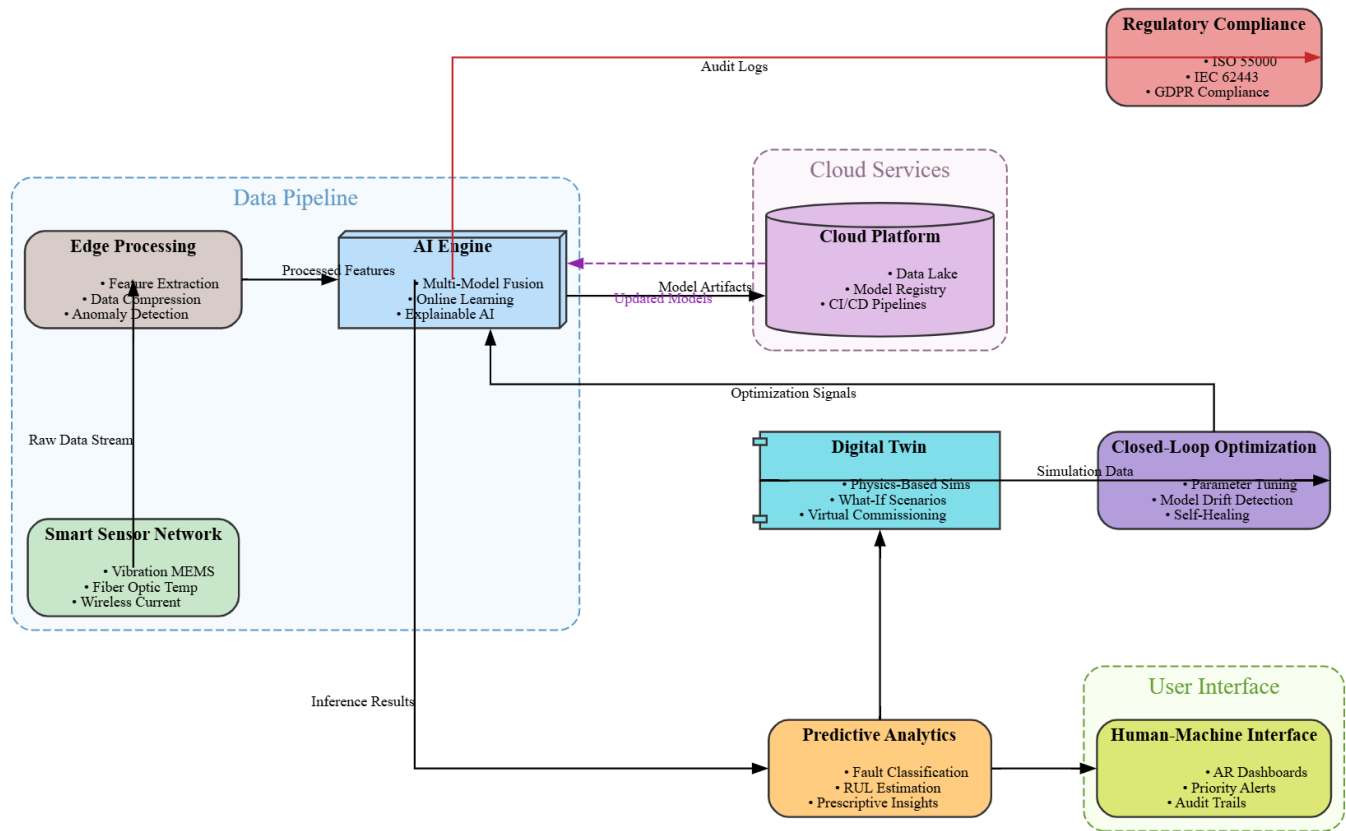 Regulatory Compliance
• ISO 55000
• IEC 62443
• GDPR Compliance
Audit Logs
Cloud Services
Cloud Platform
• Data Lake
• Model Registry
• CI/CD Pipelines
Data Pipeline
Edge Processing
• Feature Extraction
• Data Compression
• Anomaly Detection
Processed Features
AI Engine
• Multi-Model Fusion
• Online Learning
• Explainable AI
Model Artifacts
Updated Models
Optimization Signals
Raw Data Stream
Smart Sensor Network
• Vibration MEMS
• Fiber Optic Temp
• Wireless Current
Digital Twin
• Physics-Based Sims
• What-If Scenarios
• Virtual Commissioning
Simulation Data
Closed-Loop Optimization
• Parameter Tuning
• Model Drift Detection
• Self-Healing
Inference Results
Predictive Analytics
• Fault Classification
• RUL Estimation
• Prescriptive Insights
User Interface
Human-Machine Interface
• AR Dashboards
• Priority Alerts
• Audit Trails